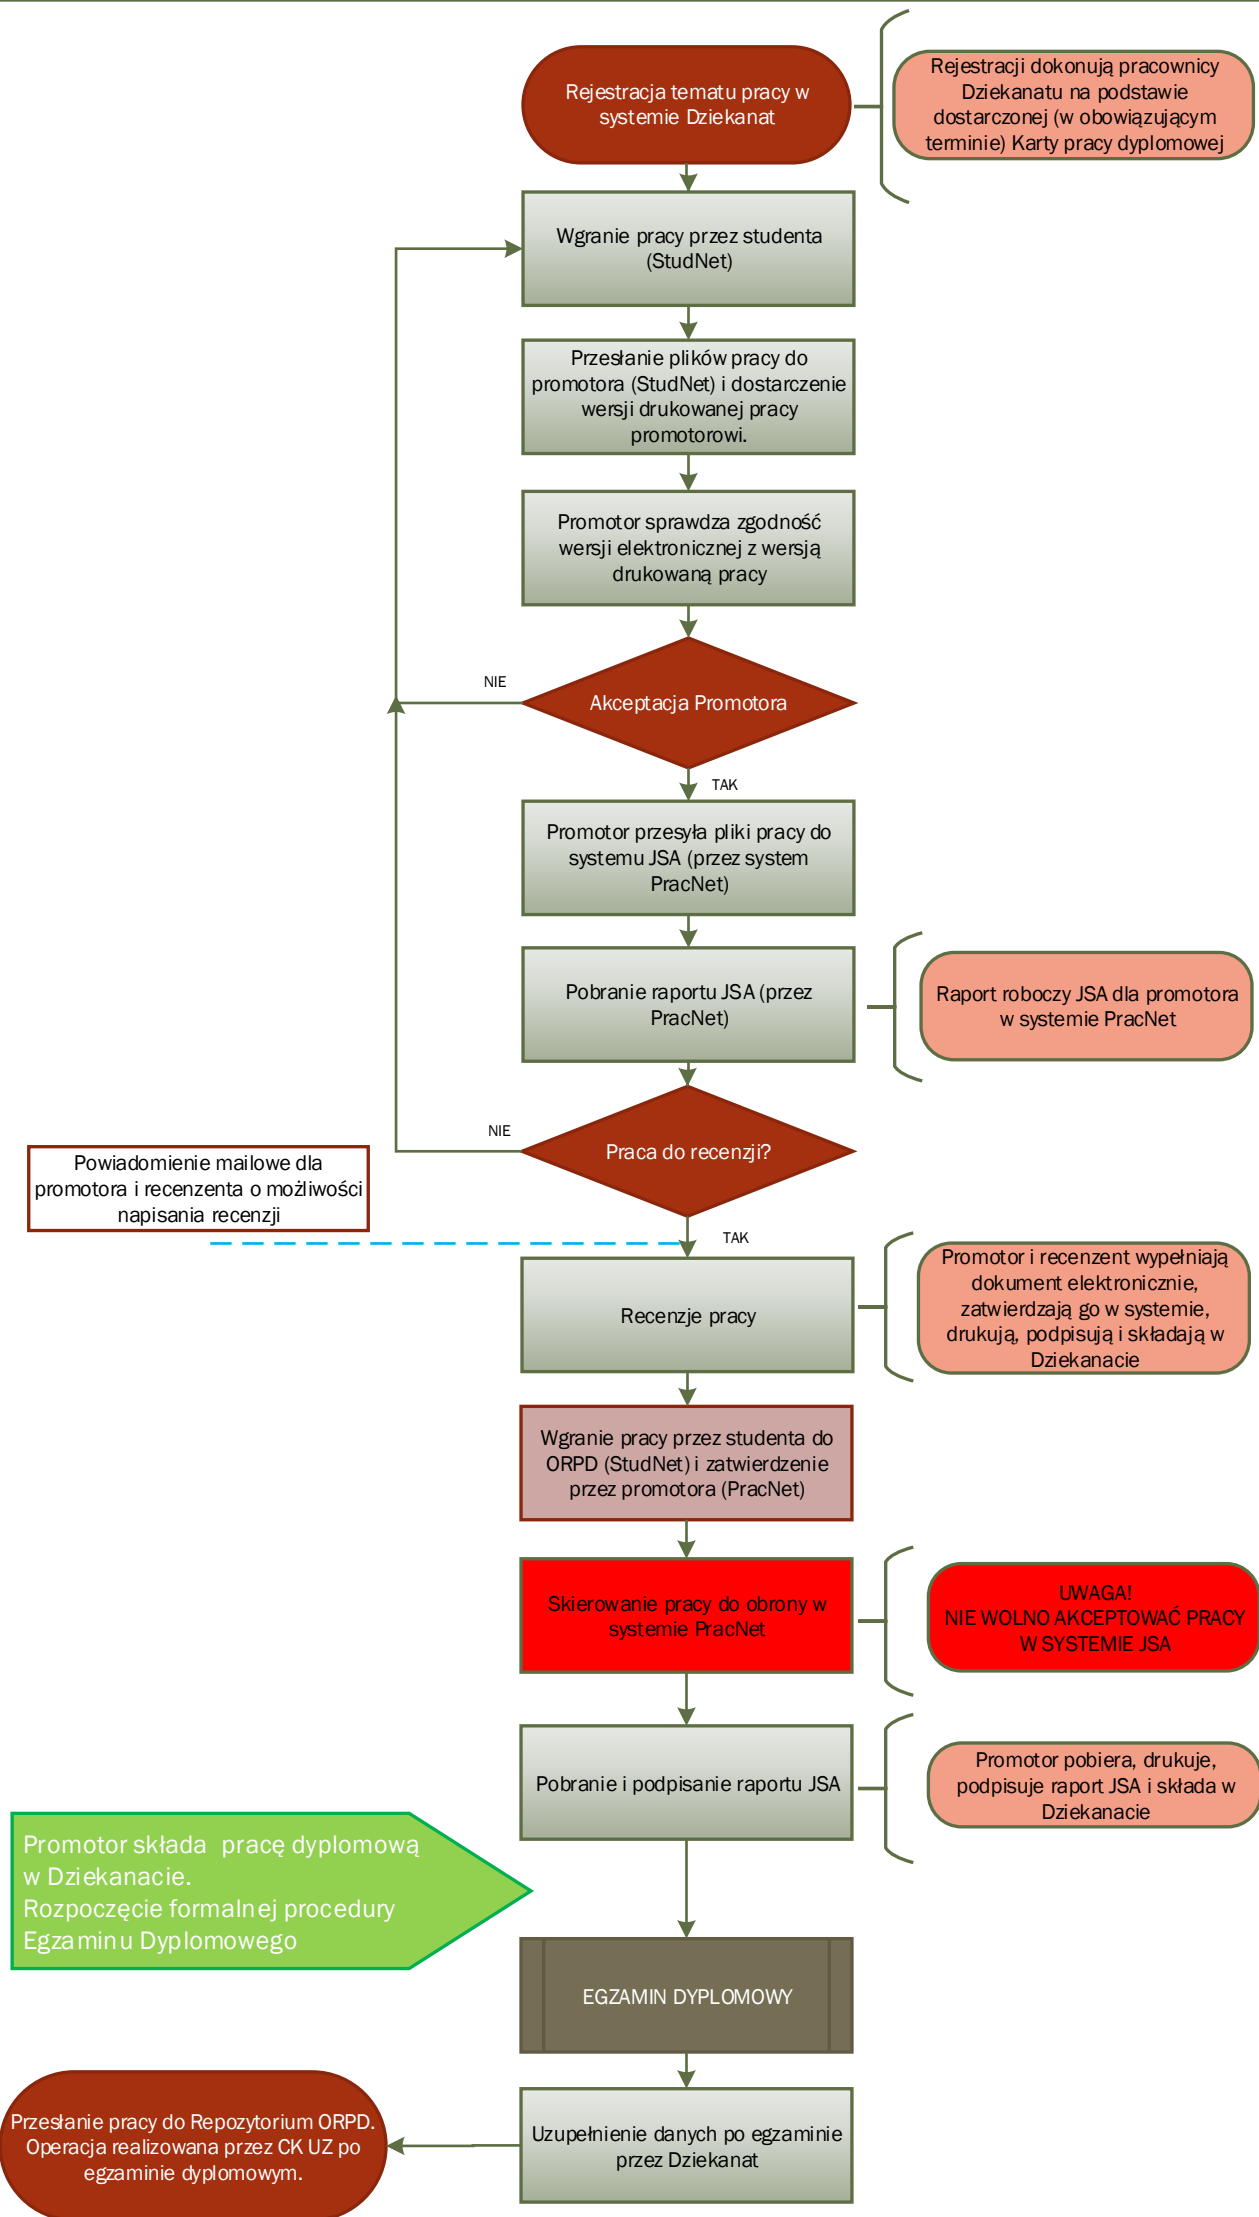 Rejestracja tematu pracy w
systemie Dziekanat
Rejestracji dokonują pracownicy
Dziekanatu na podstawie
dostarczonej (w obowiązującym
terminie) Karty pracy dyplomowej
Wgranie pracy przez studenta
(StudNet)
Przesłanie plików pracy do
promotora (StudNet) i dostarczenie
wersji drukowanej pracy
promotorowi.
Promotor sprawdza zgodność
wersji elektronicznej z wersją
drukowaną pracy
NIE
Akceptacja Promotora
TAK
Promotor przesyła pliki pracy do
systemu JSA (przez system
PracNet)
Pobranie raportu JSA (przez
PracNet)
Raport roboczy JSA dla promotora
w systemie PracNet
NIE
Praca do recenzji?
Powiadomienie mailowe dla
promotora i recenzenta o możliwości
napisania recenzji
TAK
Recenzje pracy
Promotor i recenzent wypełniają
dokument elektronicznie,
zatwierdzają go w systemie,
drukują, podpisują i składają w
Dziekanacie
Wgranie pracy przez studenta do
ORPD (StudNet) i zatwierdzenie
przez promotora (PracNet)
Skierowanie pracy do obrony w
systemie PracNet
UWAGA!
NIE WOLNO AKCEPTOWAĆ PRACY
W SYSTEMIE JSA
Pobranie i podpisanie raportu JSA
Promotor pobiera, drukuje,
podpisuje raport JSA i składa w
Dziekanacie
Promotor składa pracę dyplomową
w Dziekanacie.
Rozpoczęcie formalnej procedury
Egzaminu Dyplomowego
EGZAMIN DYPLOMOWY
Uzupełnienie danych po egzaminie
przez Dziekanat
Przesłanie pracy do Repozytorium ORPD.
Operacja realizowana przez CK UZ po
egzaminie dyplomowym.